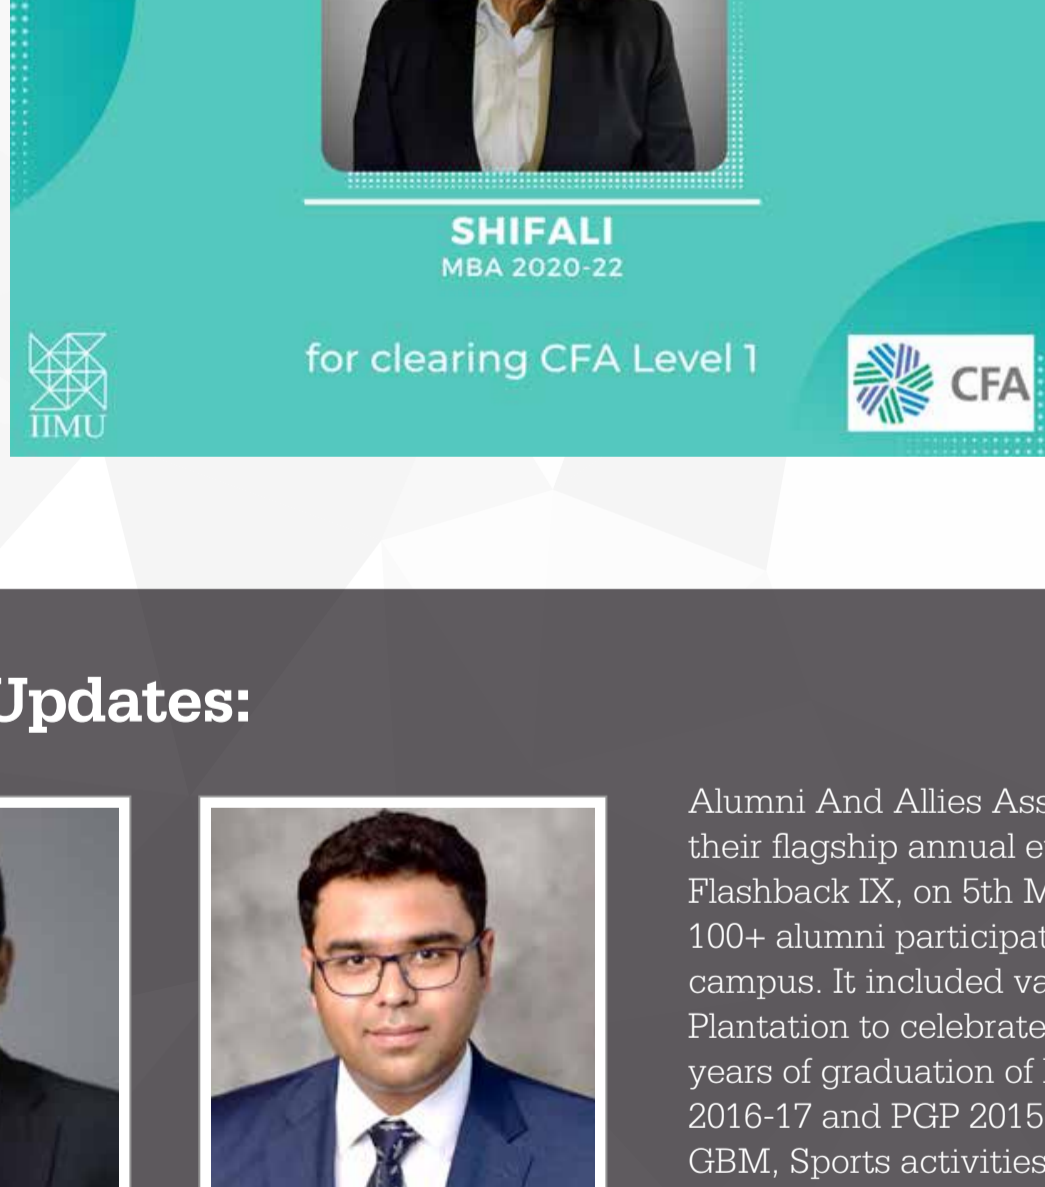 SHIFALI
MBA 2020-22
for clearing CFA Level 1
IIMU
CFA
Updates:
Alumni And Allies Ass
their flagship annual e
Flashback IX, on 5th M
100+ alumni participat
campus. It included va
Plantation to celebrate
years of graduation of
2016-17 and PGP 2015
GBM, Sports activities